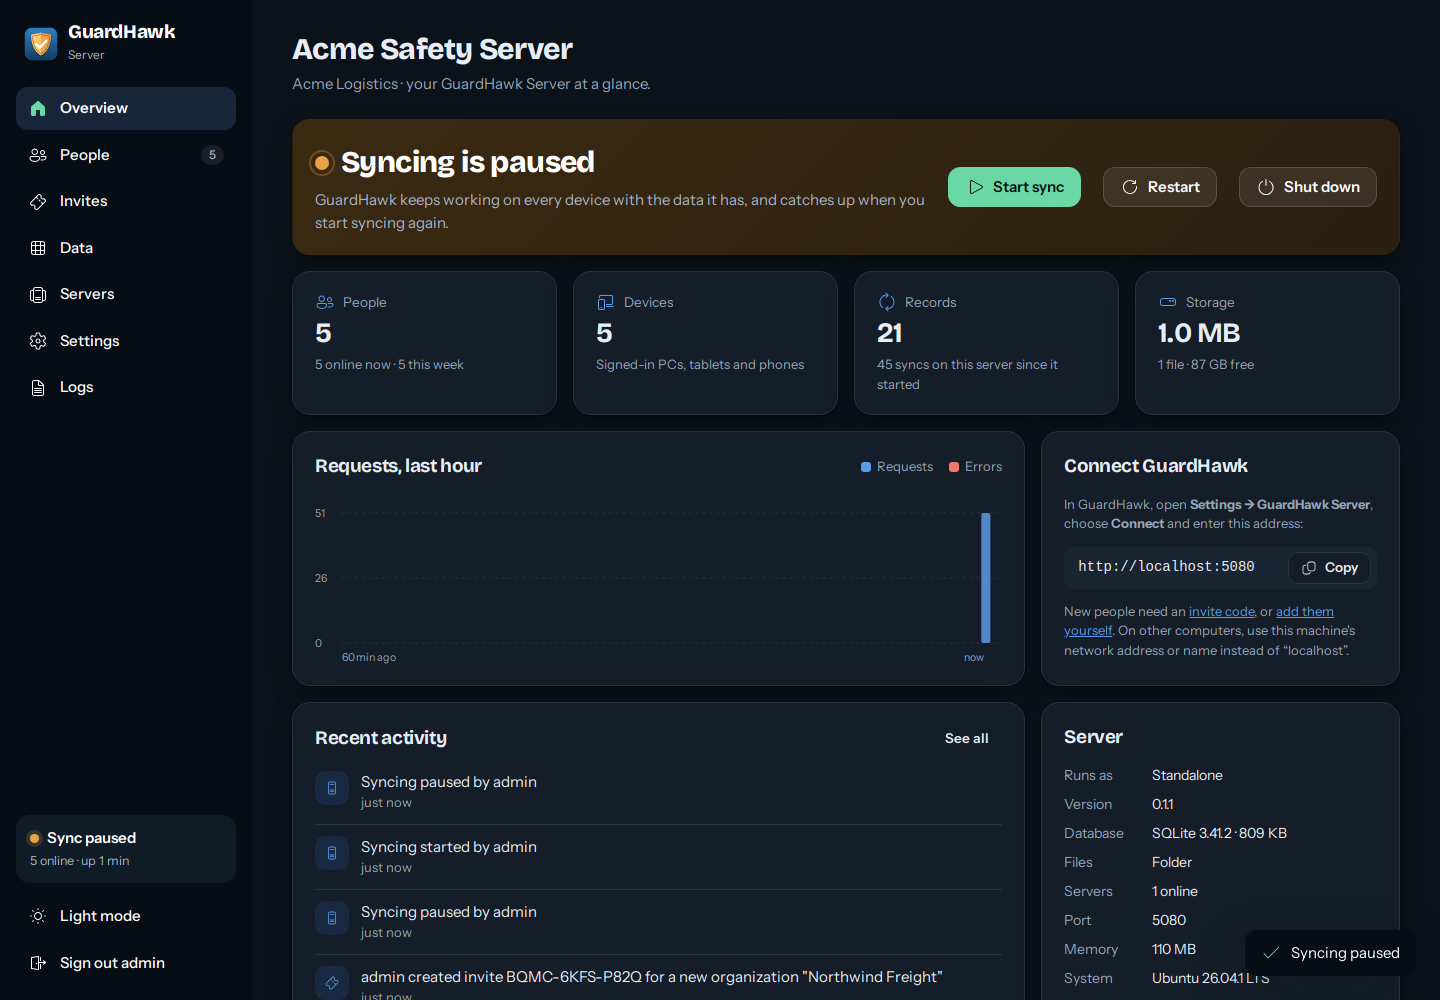 GuardHawk
Server
Overview
People
5
Invites
Data
Servers
Settings
Logs
Sync paused
5 online · up 1 min
Light mode
Sign out admin
Acme Safety Server
Acme Logistics · your GuardHawk Server at a glance.
Syncing is paused
GuardHawk keeps working on every device with the data it has, and catches up when you
start syncing again.
Start sync
Restart
Shut down
People
5
5 online now · 5 this week
Devices
5
Signed-in PCs, tablets and phones
Records
21
45 syncs on this server since it
started
Storage
1.0 MB
1 file · 87 GB free
Requests, last hour
Requests
Errors
51
26
0
60 min ago
now
Connect GuardHawk
In GuardHawk, open Settings → GuardHawk Server,
choose Connect and enter this address:
http://localhost:5080
Copy
New people need an invite code, or add them
yourself. On other computers, use this machine's
network address or name instead of “localhost”.
Recent activity
See all
Syncing paused by admin
just now
Syncing started by admin
just now
Syncing paused by admin
just now
admin created invite BQMC-6KFS-P82Q for a new organization "Northwind Freight"
just now
Server
Runs as Standalone
Version 0.1.1
Database SQLite 3.41.2 · 809 KB
Files Folder
Servers 1 online
Port 5080
Memory 110 MB
System Ubuntu 26.04.1 LTS
Syncing paused